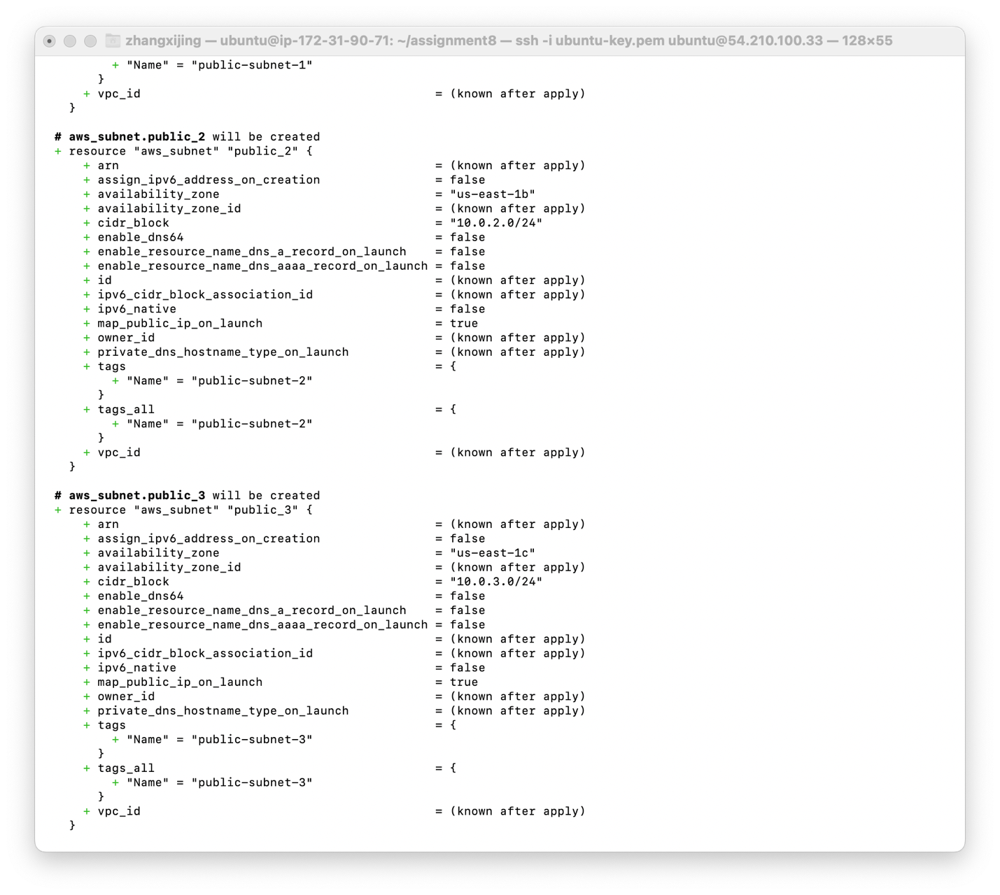 zhangxijing — ubuntu@ip-172-31-90-71: ~/assignment8 — ssh -i ubuntu-key.pem ubuntu@54.210.100.33 — 128×55
+ "Name" = "public-subnet-1"
}
+ vpc_id = (known after apply)
}
# aws_subnet.public_2 will be created
+ resource "aws_subnet" "public_2" {
+ arn = (known after apply)
+ assign_ipv6_address_on_creation = false
+ availability_zone = "us-east-1b"
+ availability_zone_id = (known after apply)
+ cidr_block = "10.0.2.0/24"
+ enable_dns64 = false
+ enable_resource_name_dns_a_record_on_launch = false
+ enable_resource_name_dns_aaaa_record_on_launch = false
+ id = (known after apply)
+ ipv6_cidr_block_association_id = (known after apply)
+ ipv6_native = false
+ map_public_ip_on_launch = true
+ owner_id = (known after apply)
+ private_dns_hostname_type_on_launch = (known after apply)
+ tags = {
+ "Name" = "public-subnet-2"
}
+ tags_all = {
+ "Name" = "public-subnet-2"
}
+ vpc_id = (known after apply)
}
# aws_subnet.public_3 will be created
+ resource "aws_subnet" "public_3" {
+ arn = (known after apply)
+ assign_ipv6_address_on_creation = false
+ availability_zone = "us-east-1c"
+ availability_zone_id = (known after apply)
+ cidr_block = "10.0.3.0/24"
+ enable_dns64 = false
+ enable_resource_name_dns_a_record_on_launch = false
+ enable_resource_name_dns_aaaa_record_on_launch = false
+ id = (known after apply)
+ ipv6_cidr_block_association_id = (known after apply)
+ ipv6_native = false
+ map_public_ip_on_launch = true
+ owner_id = (known after apply)
+ private_dns_hostname_type_on_launch = (known after apply)
+ tags = {
+ "Name" = "public-subnet-3"
}
+ tags_all = {
+ "Name" = "public-subnet-3"
}
+ vpc_id = (known after apply)
}